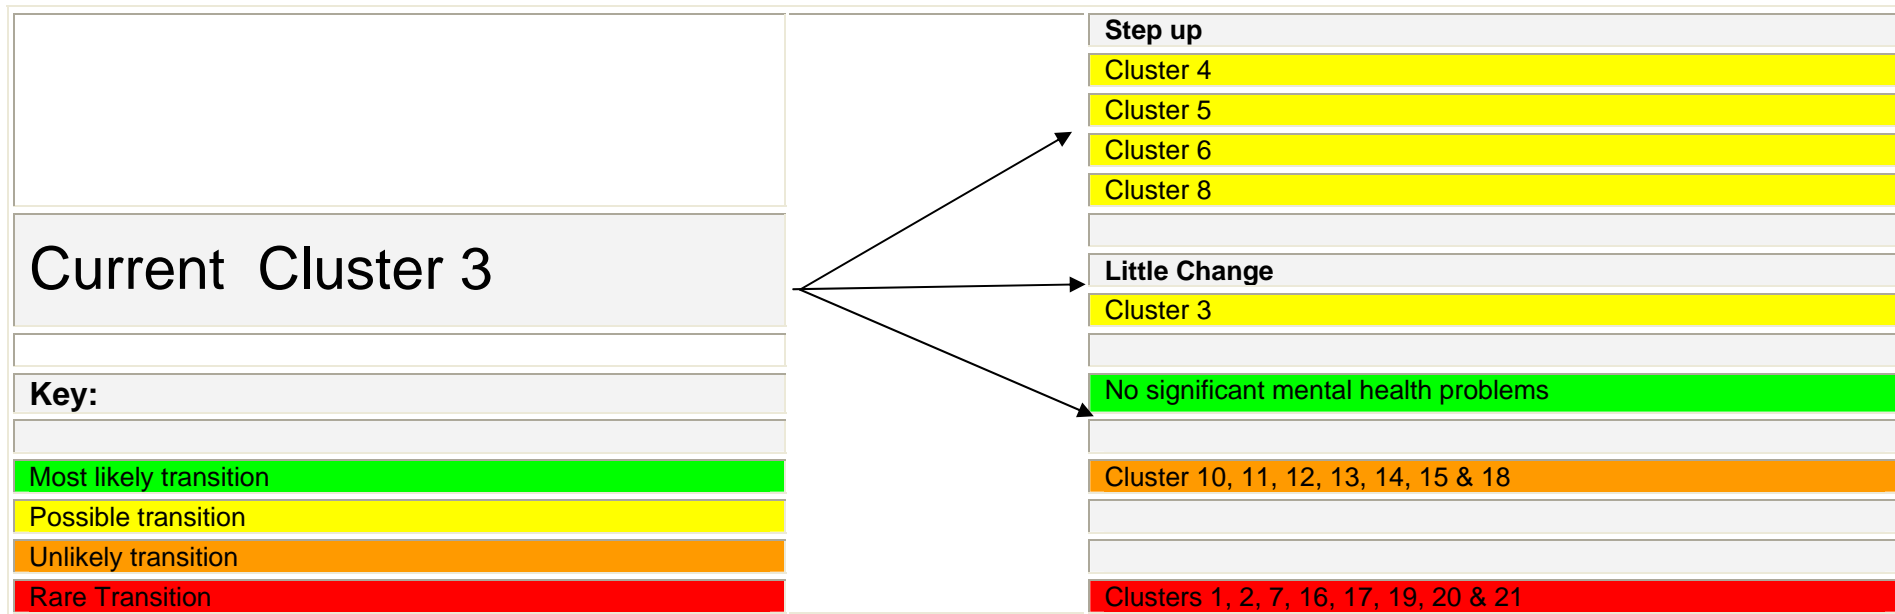 Step up
Cluster 4
Cluster 5
Cluster 6
Cluster 8
Current  Cluster 3
Little Change
Cluster 3
Key:
No significant mental health problems
Most likely transition
Cluster 10, 11, 12, 13, 14, 15 & 18
Possible transition
Unlikely transition
Rare Transition
Clusters 1, 2, 7, 16, 17, 19, 20 & 21